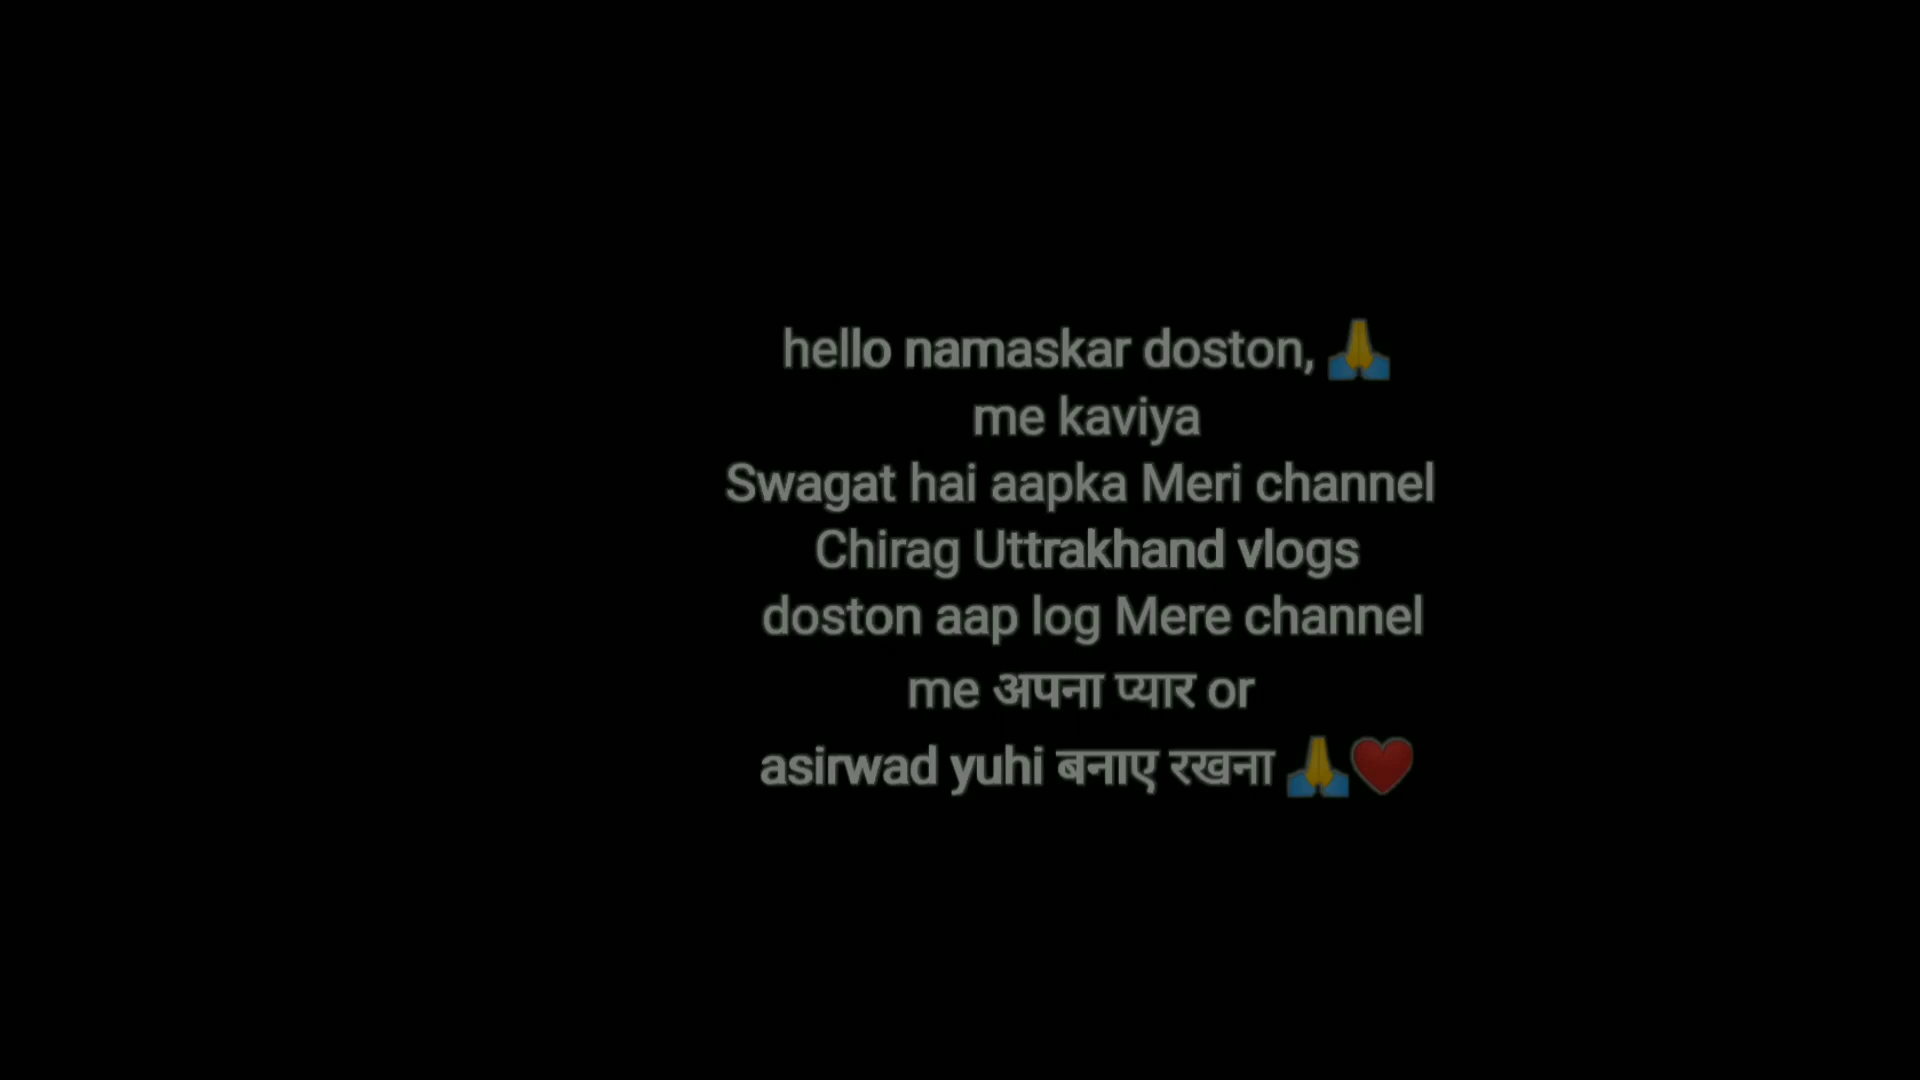 hello namaskar doston, 🙏
me kaviya
Swagat hai aapka Meri channel
Chirag Uttrakhand vlogs
doston aap log Mere channel
me अपना प्यार or
asirwad yuhi बनाए रखना 🙏❤️